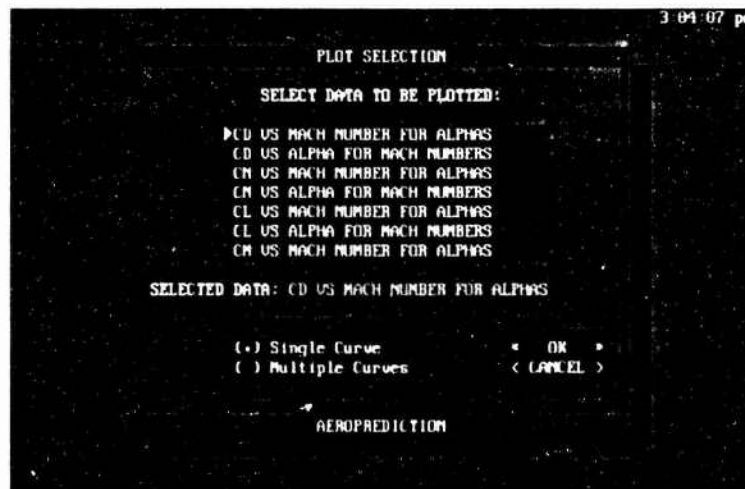 3:04:07 p
PLOT SELECTION
SELECT DATA TO BE PLOTTED:
►CD VS MACH NUMBER FOR ALPHAS
CD VS ALPHA FOR MACH NUMBERS
CN VS MACH NUMBER FOR ALPHAS
CN VS ALPHA FOR MACH NUMBERS
CL VS MACH NUMBER FOR ALPHAS
CL VS ALPHA FOR MACH NUMBERS
CM VS MACH NUMBER FOR ALPHAS
SELECTED DATA: CD VS MACH NUMBER FOR ALPHAS
(•) Single Curve   < OK >
( ) Multiple Curves   < CANCEL >
AEROPREDICTION